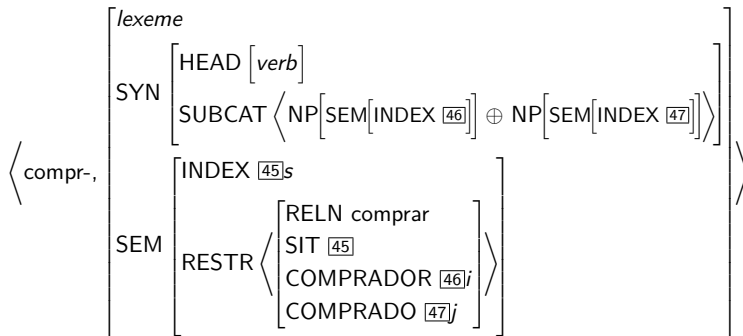 lexeme
HEAD [verb]
SYN
SUBCAT ⟨NP[SEM[INDEX 46]] ⊕ NP[SEM[INDEX 47]]⟩
⟨compr-,
INDEX 45s
RELN comprar
SEM
SIT 45
RESTR
COMPRADOR 46i
COMPRADO 47j